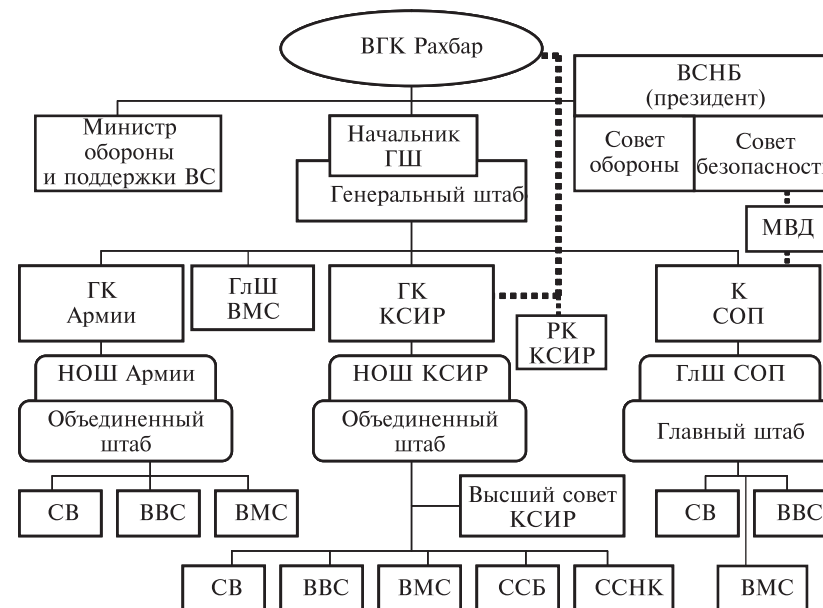 ВГК Рахбар
ВСНБ
(президент)
Министр
обороны
и поддержки ВС
Начальник
ГШ
Генеральный штаб
Совет
обороны
Совет
безопасност
МВД
ГК
Армии
ГлШ
ВМС
ГК
КСИР
РК
КСИР
К
СОП
НОШ Армии
Объединенный
штаб
НОШ КСИР
Объединенный
штаб
ГлШ СОП
Главный штаб
СВ
ВВС
ВМС
Высший совет
КСИР
СВ
ВВС
СВ
ВВС
ВМС
ССБ
ССНК
ВМС